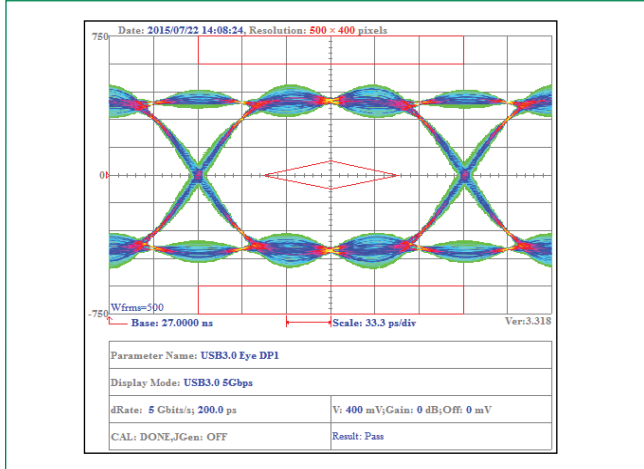 Date: 2015/07/22 14:08:24, Resolution: 500 × 400 pixels
750
0
-750
Wfrms=500
Base: 27.0000 ns
Scale: 33.3 ps/div
Ver:3.318
Parameter Name: USB3.0 Eye DP1
Display Mode: USB3.0 5Gbps
dRate: 5 Gbits/s; 200.0 ps
V: 400 mV;Gain: 0 dB;Off: 0 mV
CAL: DONE,JGen: OFF
Result: Pass